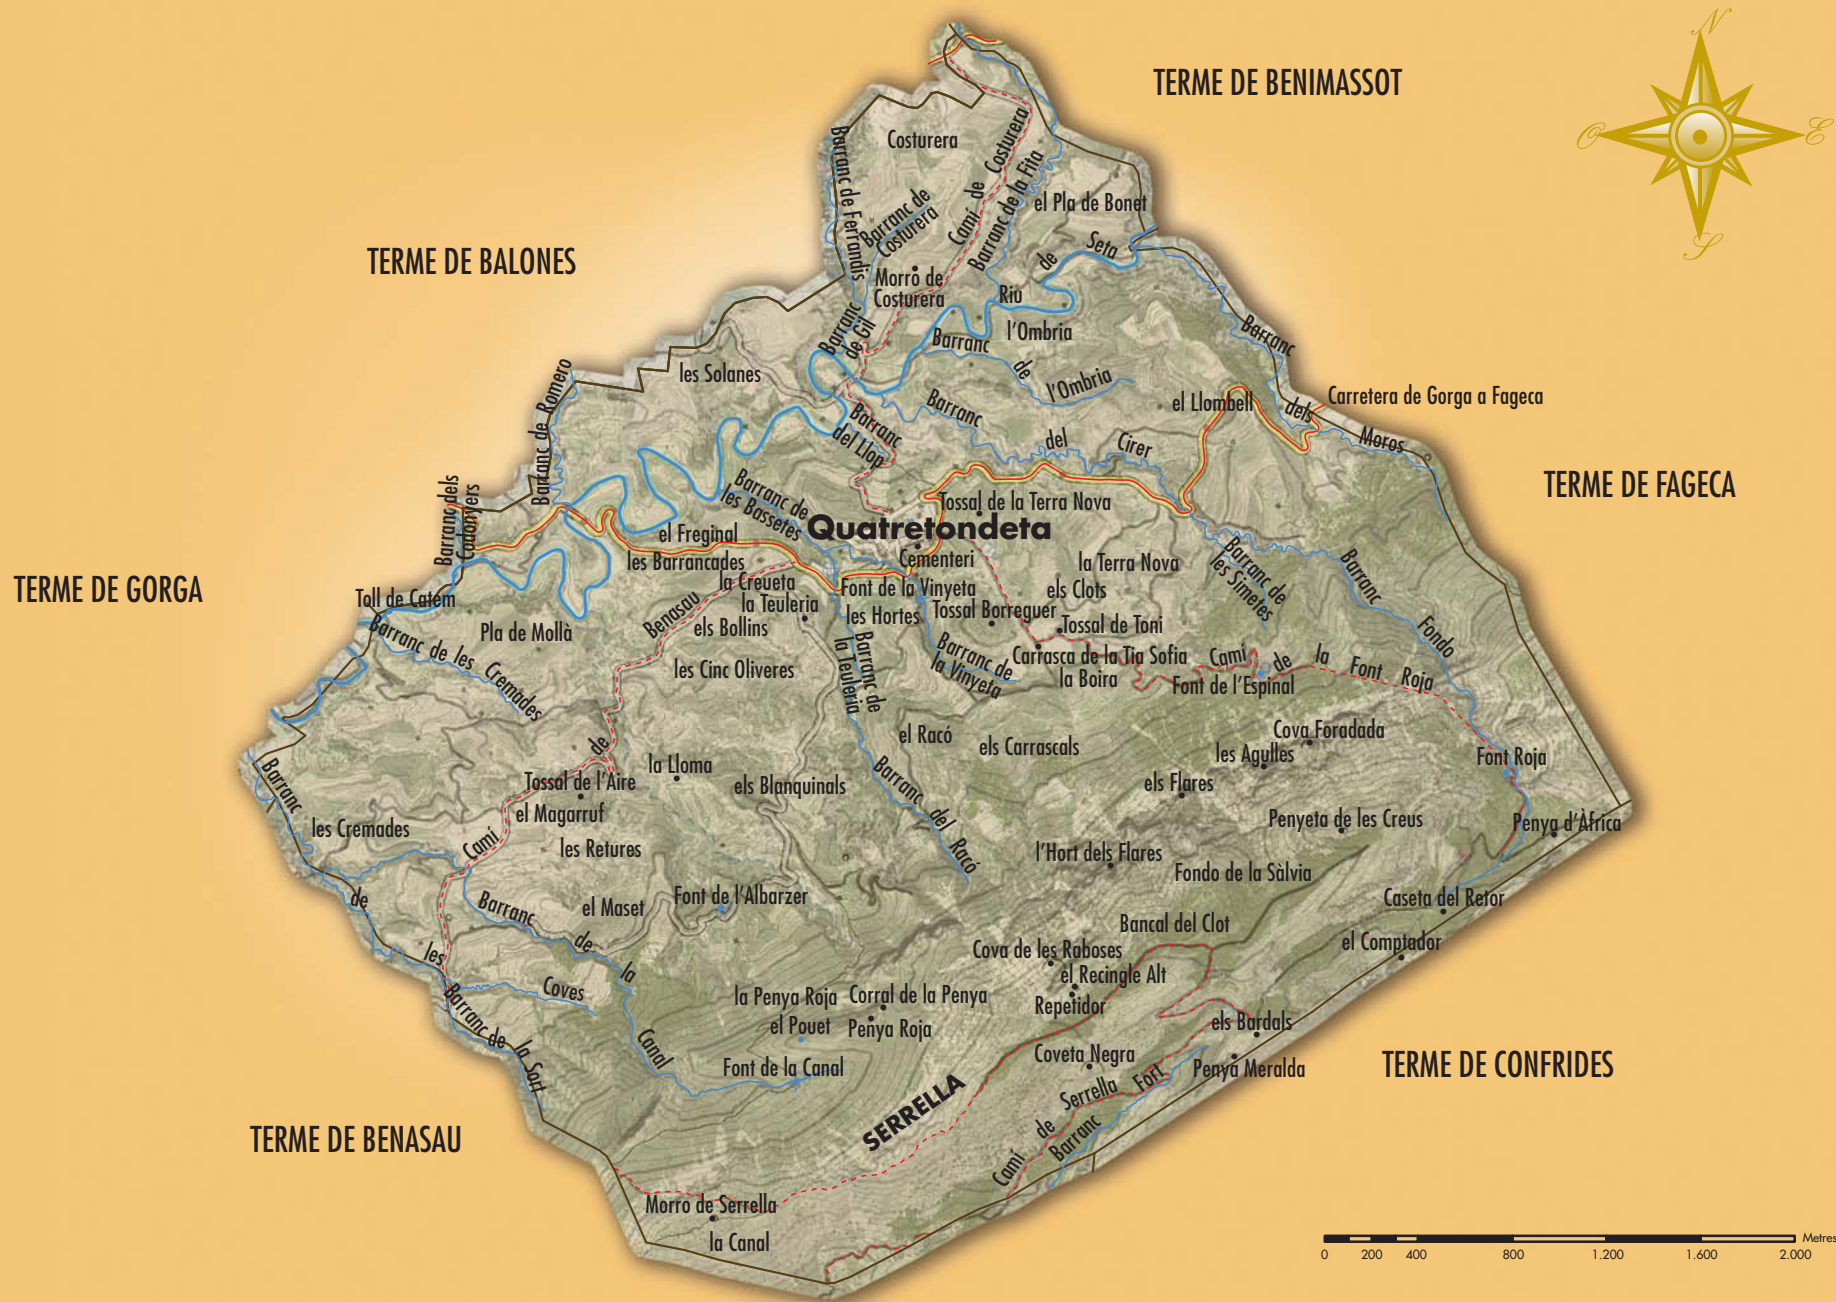 N
O
E
S
TERME DE BENIMASSOT
TERME DE BALONES
TERME DE FAGECA
TERME DE GORGA
TERME DE CONFRIDES
TERME DE BENASAU
Costurera
Barranc de Ferrandis
Barranc de
Costurera
Camí de Costurera
Barranc de la Fita
el Pla de Bonet
Morro de
Costurera
Riu de Seta
l'Ombria
Barranc
de Gil
Barranc de l'Ombria
les Solanes
Barranc de Romero
Barranc
del Llop
Barranc del Cirer
el Llombell
Barranc dels Moros
Carretera de Gorga a Fageca
Barranc dels
Codonyers
Barranc de
les Bassetes
Tossal de la Terra Nova
Quatretondeta
el Freginal
les Barrancades
Cementeri
la Terra Nova
Barranc de
les Simetes
Barranc Fondo
la Creueta
Font de la Vinyeta
els Clots
la Teuleria
les Hortes
Tossal Borreguer
Toll de Catem
Pla de Mollà
Benasau
els Bollins
Tossal de Toni
Barranc de les Cremades
les Cinc Oliveres
Barranc de
la Teuleria
Barranc de
la Vinyeta
Carrasca de la Tia Sofia
la Boira
Camí de la Font Roja
Font de l'Espinal
el Racó
els Carrascals
Cova Foradada
les Agulles
Font Roja
els Flares
Barranc del Racó
la Lloma
els Blanquinals
Tossal de l'Aire
el Magarruf
de
Camí
les Retures
les Cremades
Barranc de les Coves
Penyeta de les Creus
Penya d'Àfrica
l'Hort dels Flares
Fondo de la Sàlvia
Font de l'Albarzer
el Maset
Caseta del Retor
Bancal del Clot
el Comptador
Barranc de la Canal
Cova de les Raboses
el Recingle Alt
Repetidor
la Penya Roja
Corral de la Penya
el Pouet
Penya Roja
els Bardals
Coveta Negra
Penya Meralda
Font de la Canal
Barranc de la Sort
SERRELLA
Camí de Serrella
Barranc Fort
Morro de Serrella
la Canal
Metres
0 200 400 800 1.200 1.600 2.000